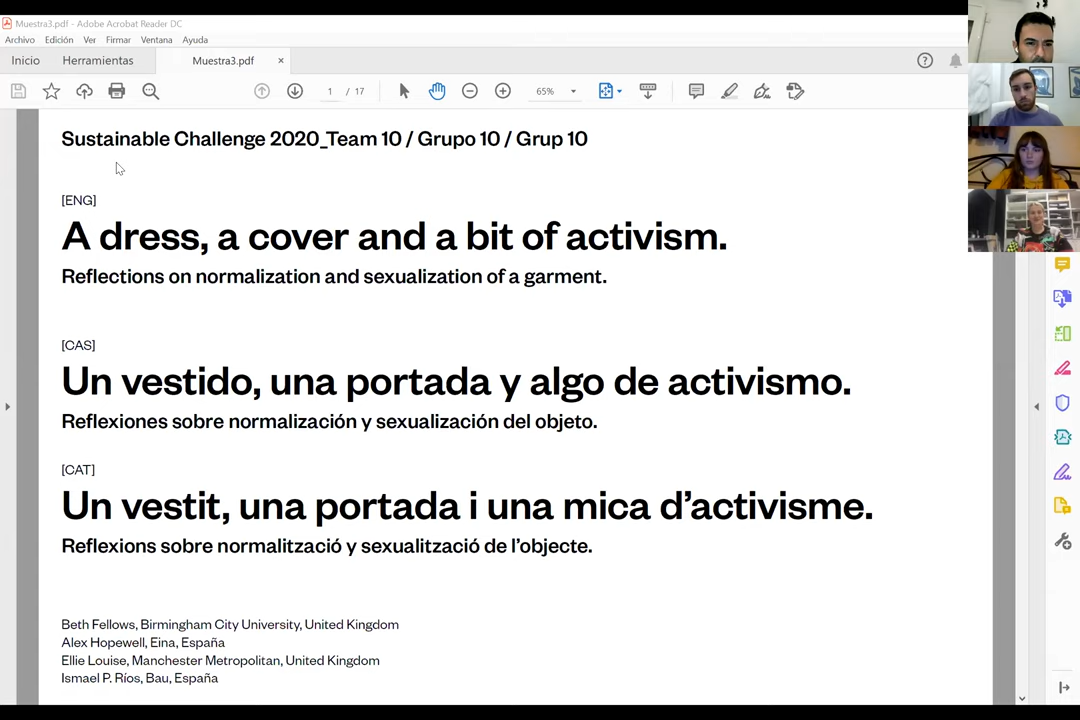 Muestra3.pdf - Adobe Acrobat Reader DC
Archivo Edición Ver Firmar Ventana Ayuda
Inicio Herramientas Muestra3.pdf ×
1 / 17 65%
Sustainable Challenge 2020_Team 10 / Grupo 10 / Grup 10
[ENG]
A dress, a cover and a bit of activism.
Reflections on normalization and sexualization of a garment.
[CAS]
Un vestido, una portada y algo de activismo.
Reflexiones sobre normalización y sexualización del objeto.
[CAT]
Un vestit, una portada i una mica d’activisme.
Reflexions sobre normalització y sexualització de l’objecte.
Beth Fellows, Birmingham City University, United Kingdom
Alex Hopewell, Eina, España
Ellie Louise, Manchester Metropolitan, United Kingdom
Ismael P. Ríos, Bau, España